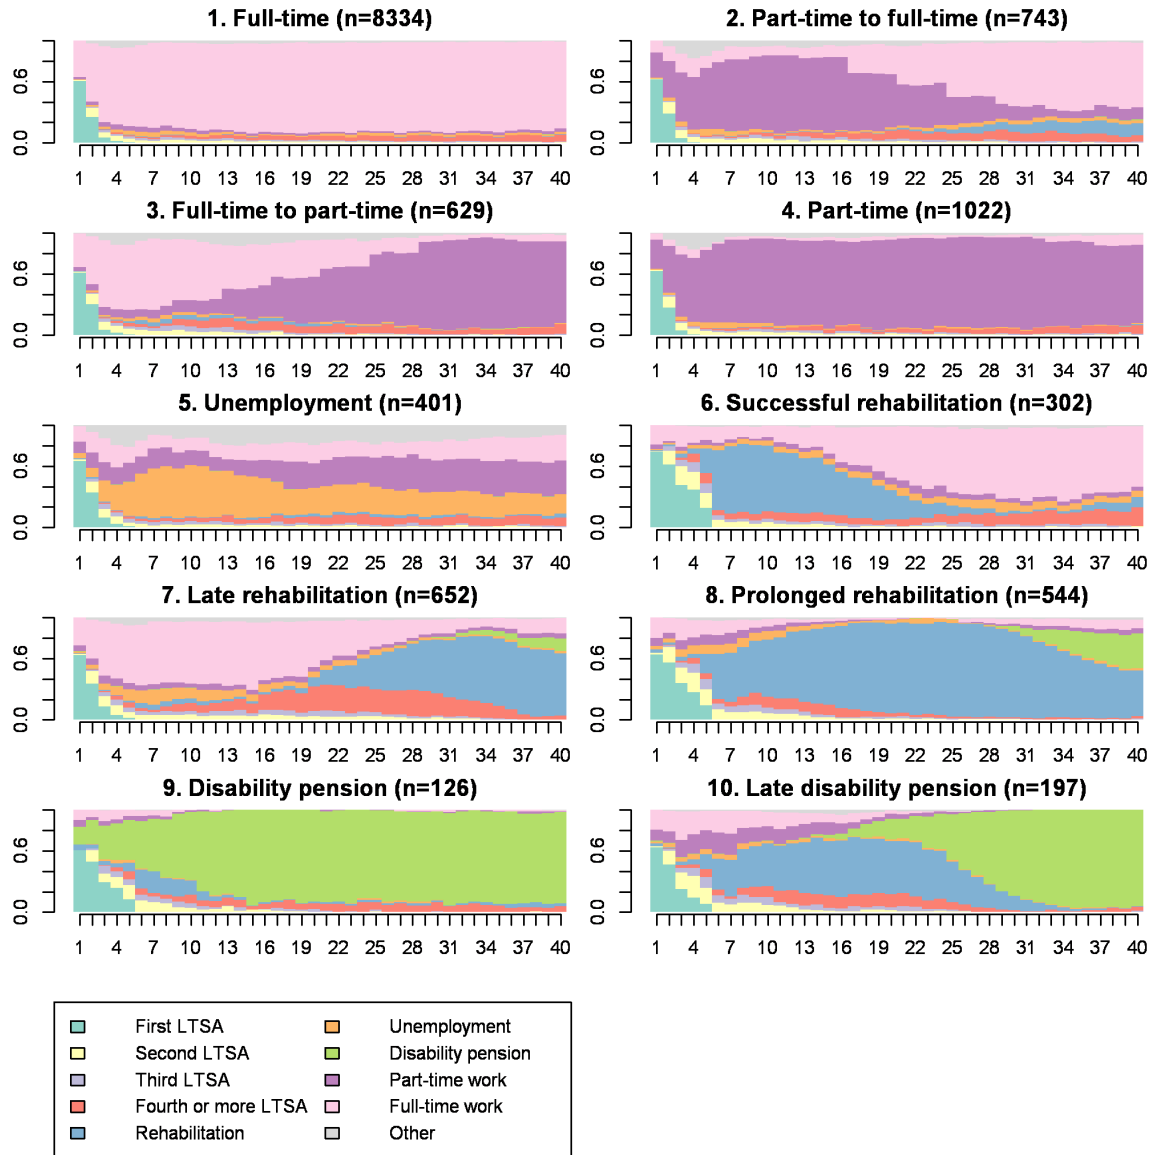 1. Full-time (n=8334)
2. Part-time to full-time (n=743)
0.0 0.6
1 4 7 10 13 16 19 22 25 28 31 34 37 40
0.0 0.6
1 4 7 10 13 16 19 22 25 28 31 34 37 40
3. Full-time to part-time (n=629)
4. Part-time (n=1022)
0.0 0.6
1 4 7 10 13 16 19 22 25 28 31 34 37 40
0.0 0.6
1 4 7 10 13 16 19 22 25 28 31 34 37 40
5. Unemployment (n=401)
6. Successful rehabilitation (n=302)
0.0 0.6
1 4 7 10 13 16 19 22 25 28 31 34 37 40
0.0 0.6
1 4 7 10 13 16 19 22 25 28 31 34 37 40
7. Late rehabilitation (n=652)
8. Prolonged rehabilitation (n=544)
0.0 0.6
1 4 7 10 13 16 19 22 25 28 31 34 37 40
0.0 0.6
1 4 7 10 13 16 19 22 25 28 31 34 37 40
9. Disability pension (n=126)
10. Late disability pension (n=197)
0.0 0.6
1 4 7 10 13 16 19 22 25 28 31 34 37 40
0.0 0.6
1 4 7 10 13 16 19 22 25 28 31 34 37 40
First LTSA
Second LTSA
Third LTSA
Fourth or more LTSA
Rehabilitation
Unemployment
Disability pension
Part-time work
Full-time work
Other